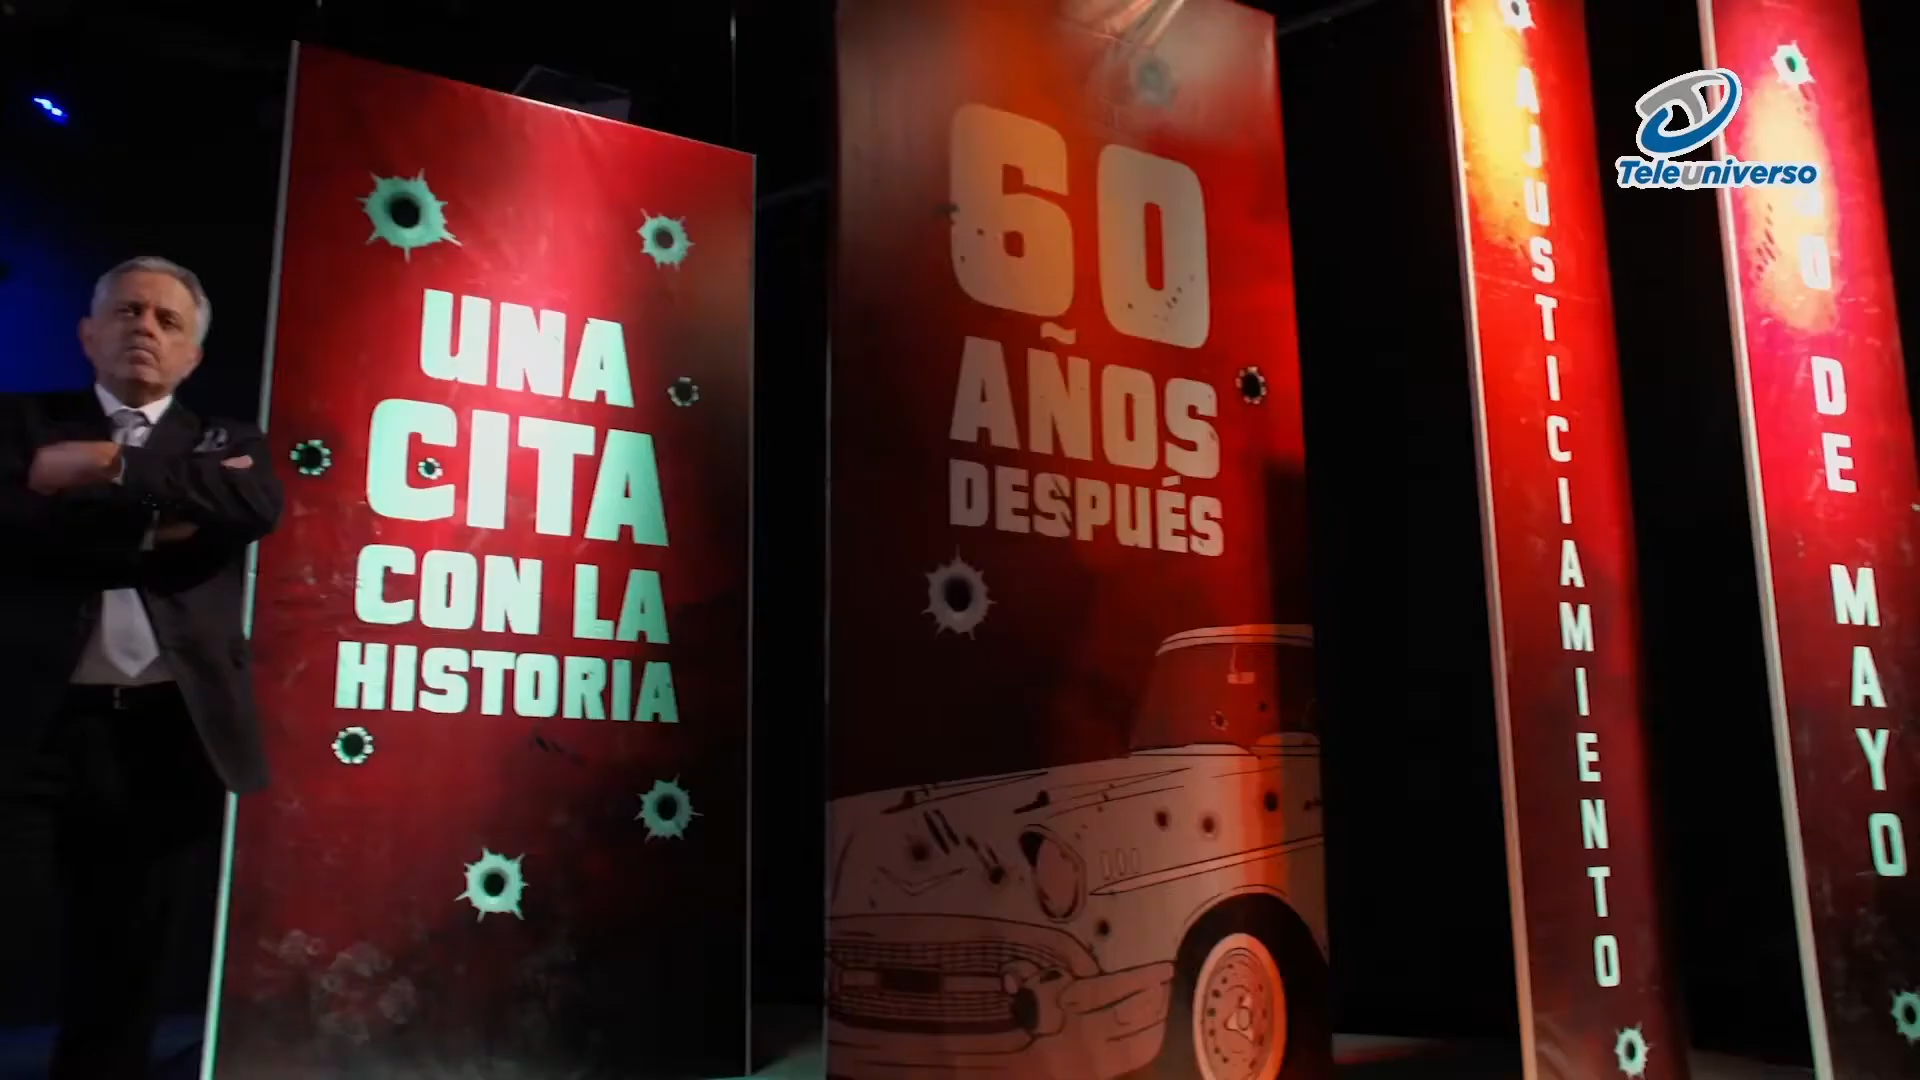 UNA
CITA
CON LA
HISTORIA
60
AÑOS
DESPUÉS
AJUSTICIAMIENTO
DE MAYO
Teleuniverso